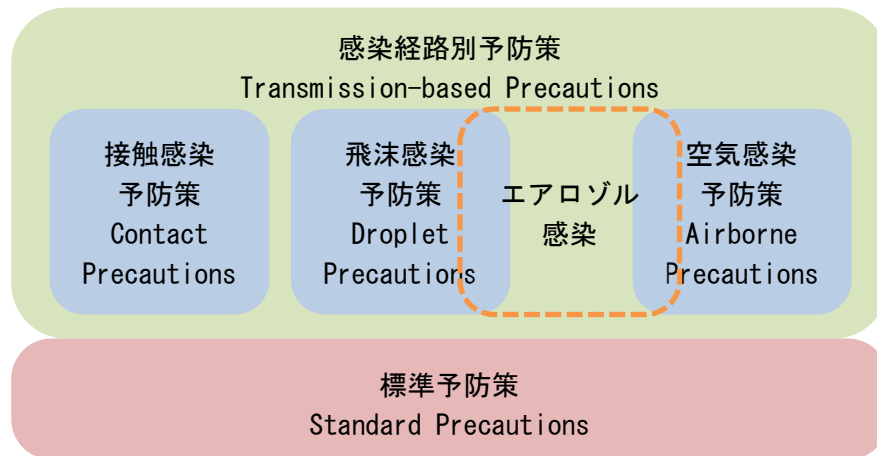 感染経路別予防策
Transmission-based Precautions
接触感染
予防策
Contact
Precautions
飛沫感染
予防策
Droplet
Precautions
エアロゾル
感染
空気感染
予防策
Airborne
Precautions
標準予防策
Standard Precautions